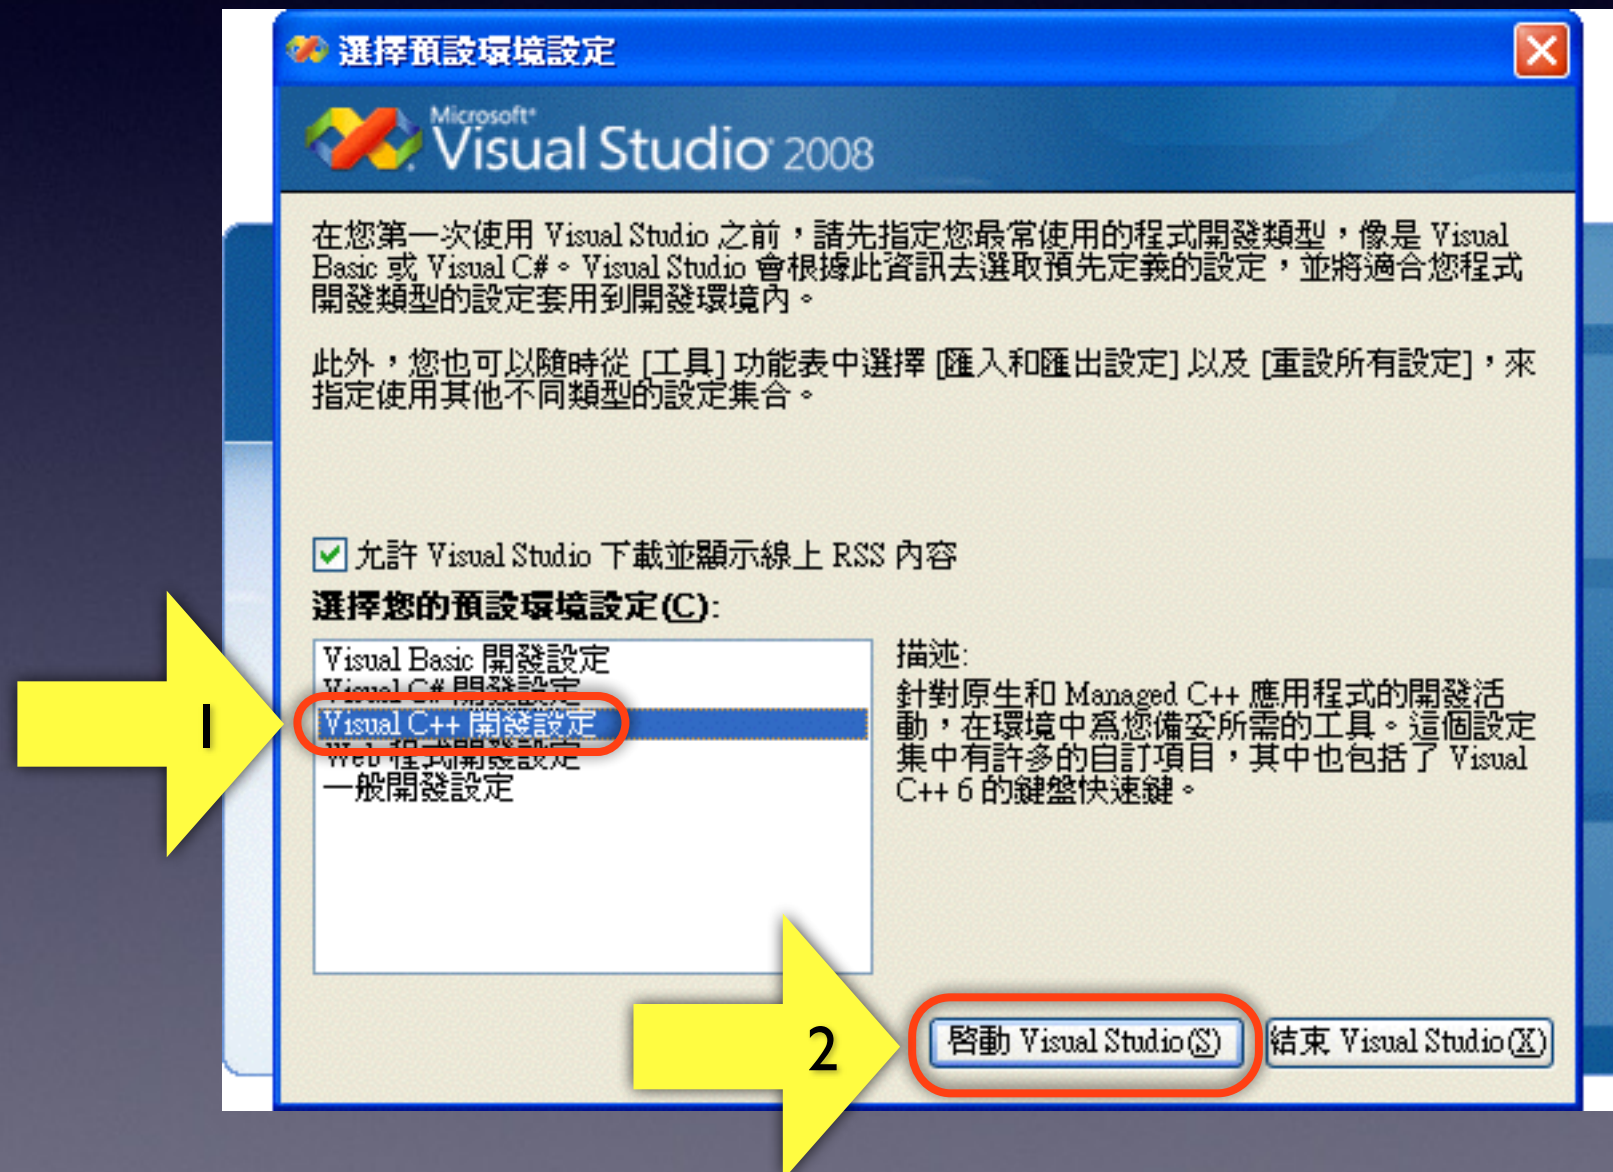 選擇預設環境設定
Microsoft®
Visual Studio® 2008
在您第一次使用 Visual Studio 之前，請先指定您最常使用的程式開發類型，像是 Visual
Basic 或 Visual C#。Visual Studio 會根據此資訊去選取預先定義的設定，並將適合您程式
開發類型的設定套用到開發環境內。
此外，您也可以隨時從 [工具] 功能表中選擇 [匯入和匯出設定] 以及 [重設所有設定]，來
指定使用其他不同類型的設定集合。
允許 Visual Studio 下載並顯示線上 RSS 內容
選擇您的預設環境設定(C):
Visual Basic 開發設定
Visual C# 開發設定
Visual C++ 開發設定
Web 程式開發設定
一般開發設定
描述:
針對原生和 Managed C++ 應用程式的開發活
動，在環境中為您備妥所需的工具。這個設定
集中有許多的自訂項目，其中也包括了 Visual
C++ 6 的鍵盤快速鍵。
1
2
啟動 Visual Studio(S)
結束 Visual Studio(X)